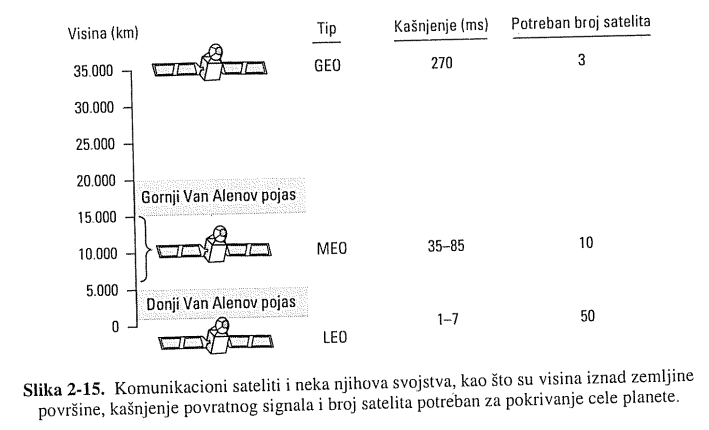 Visina (km) Tip Kašnjenje (ms) Potreban broj satelita
35.000 GEO 270 3
30.000
25.000
20.000
Gornji Van Alenov pojas
15.000
10.000 MEO 35–85 10
5.000
Donji Van Alenov pojas
0 LEO 1–7 50
Slika 2-15. Komunikacioni sateliti i neka njihova svojstva, kao što su visina iznad zemljine
površine, kašnjenje povratnog signala i broj satelita potreban za pokrivanje cele planete.